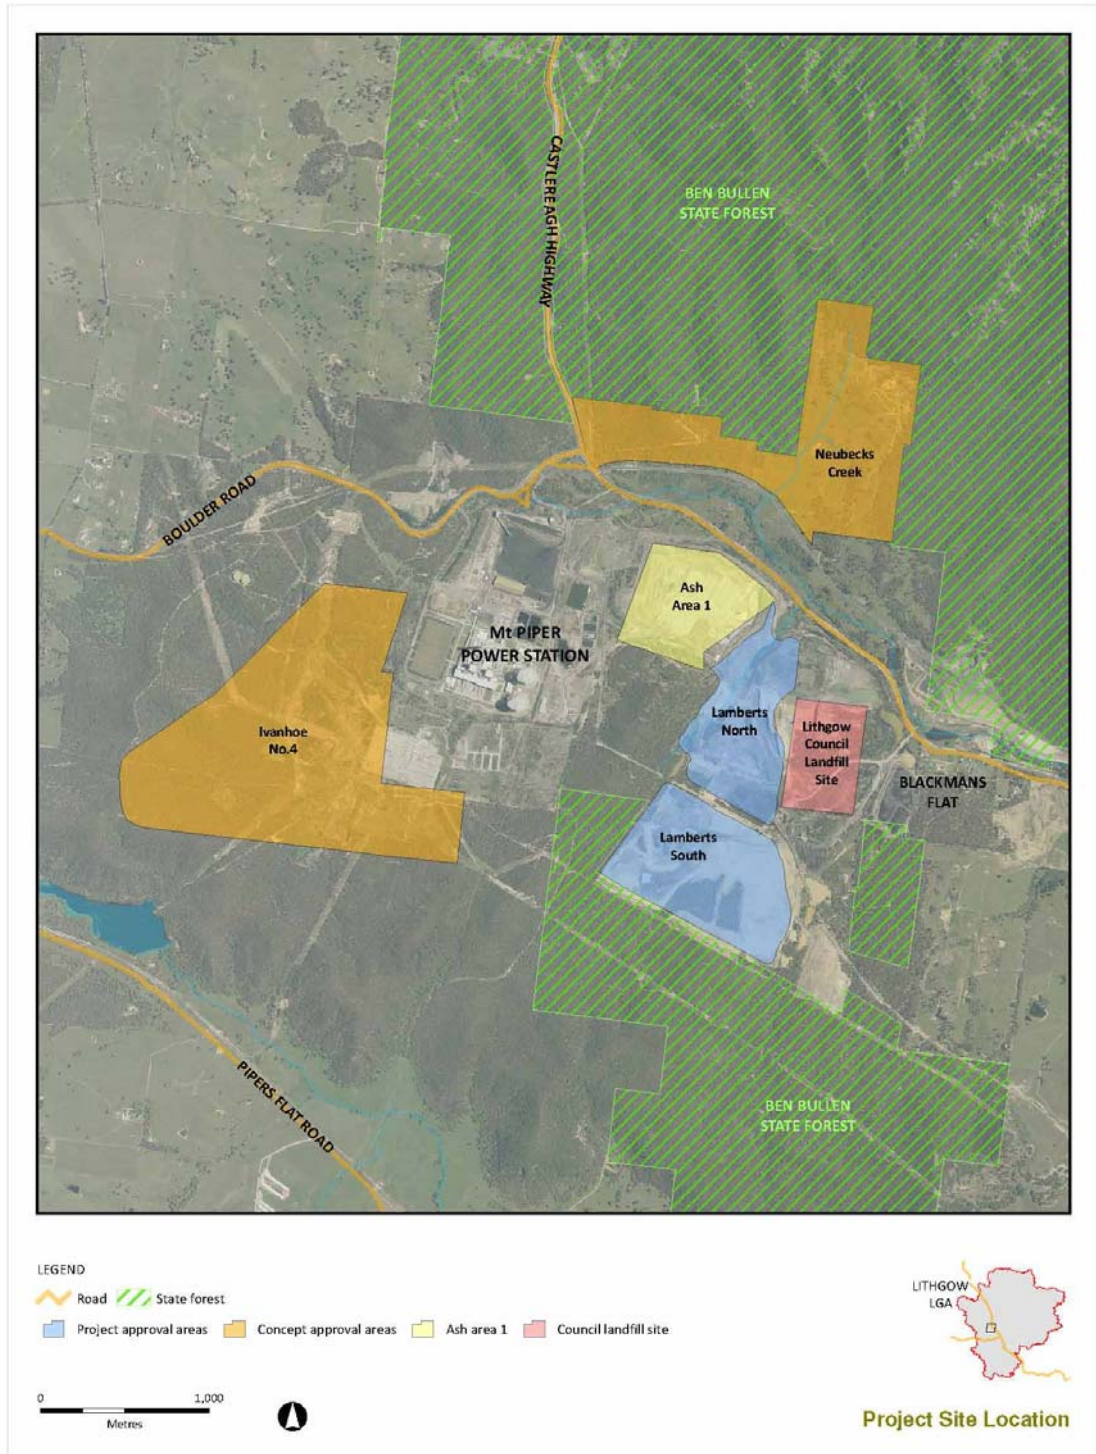 CASTLEREAGH HIGHWAY
BEN BULLEN
STATE FOREST
Neubecks
Creek
BOULDER ROAD
Ash
Area 1
Mt PIPER
POWER STATION
Ivanhoe
No.4
Lamberts
North
Lithgow
Council
Landfill
Site
BLACKMANS
FLAT
Lamberts
South
PIPERS FLAT ROAD
BEN BULLEN
STATE FOREST
LEGEND
Road
State forest
Project approval areas
Concept approval areas
Ash area 1
Council landfill site
LITHGOW
LGA
0 1,000
Metres
Project Site Location